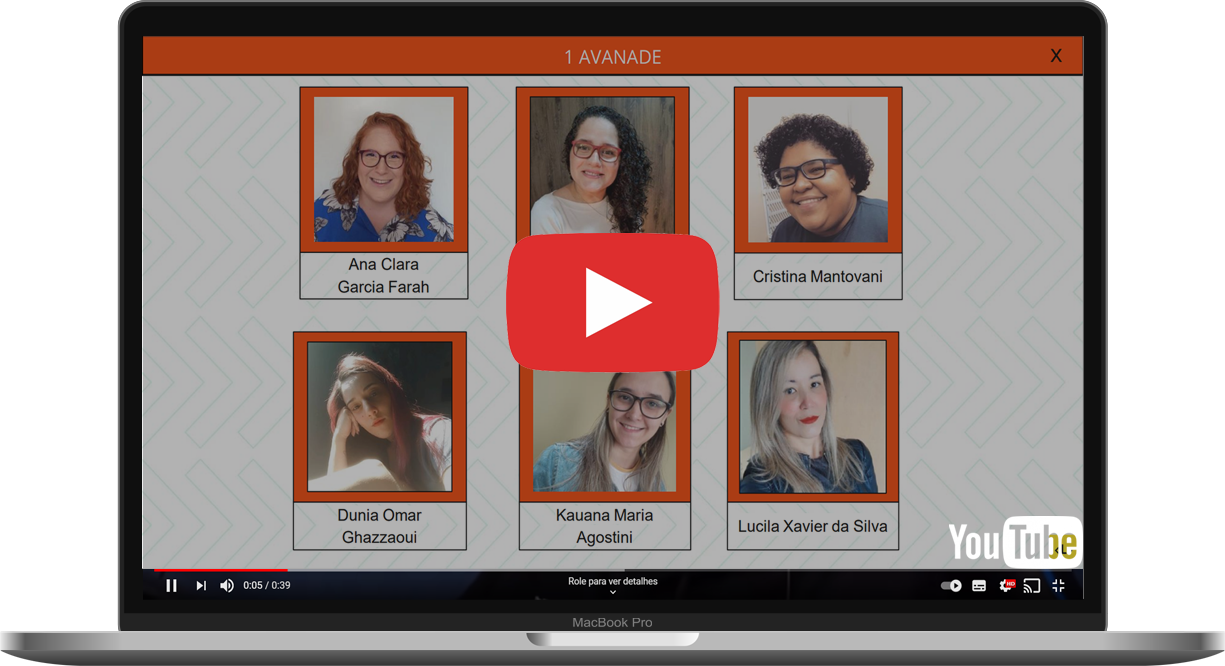 1 AVANADE
X
Ana Clara
Garcia Farah
Cristina Mantovani
Dunia Omar
Ghazzaoui
Kauana Maria
Agostini
Lucila Xavier da Silva
YouTube
0:05 / 0:39
Role para ver detalhes
HD
MacBook Pro